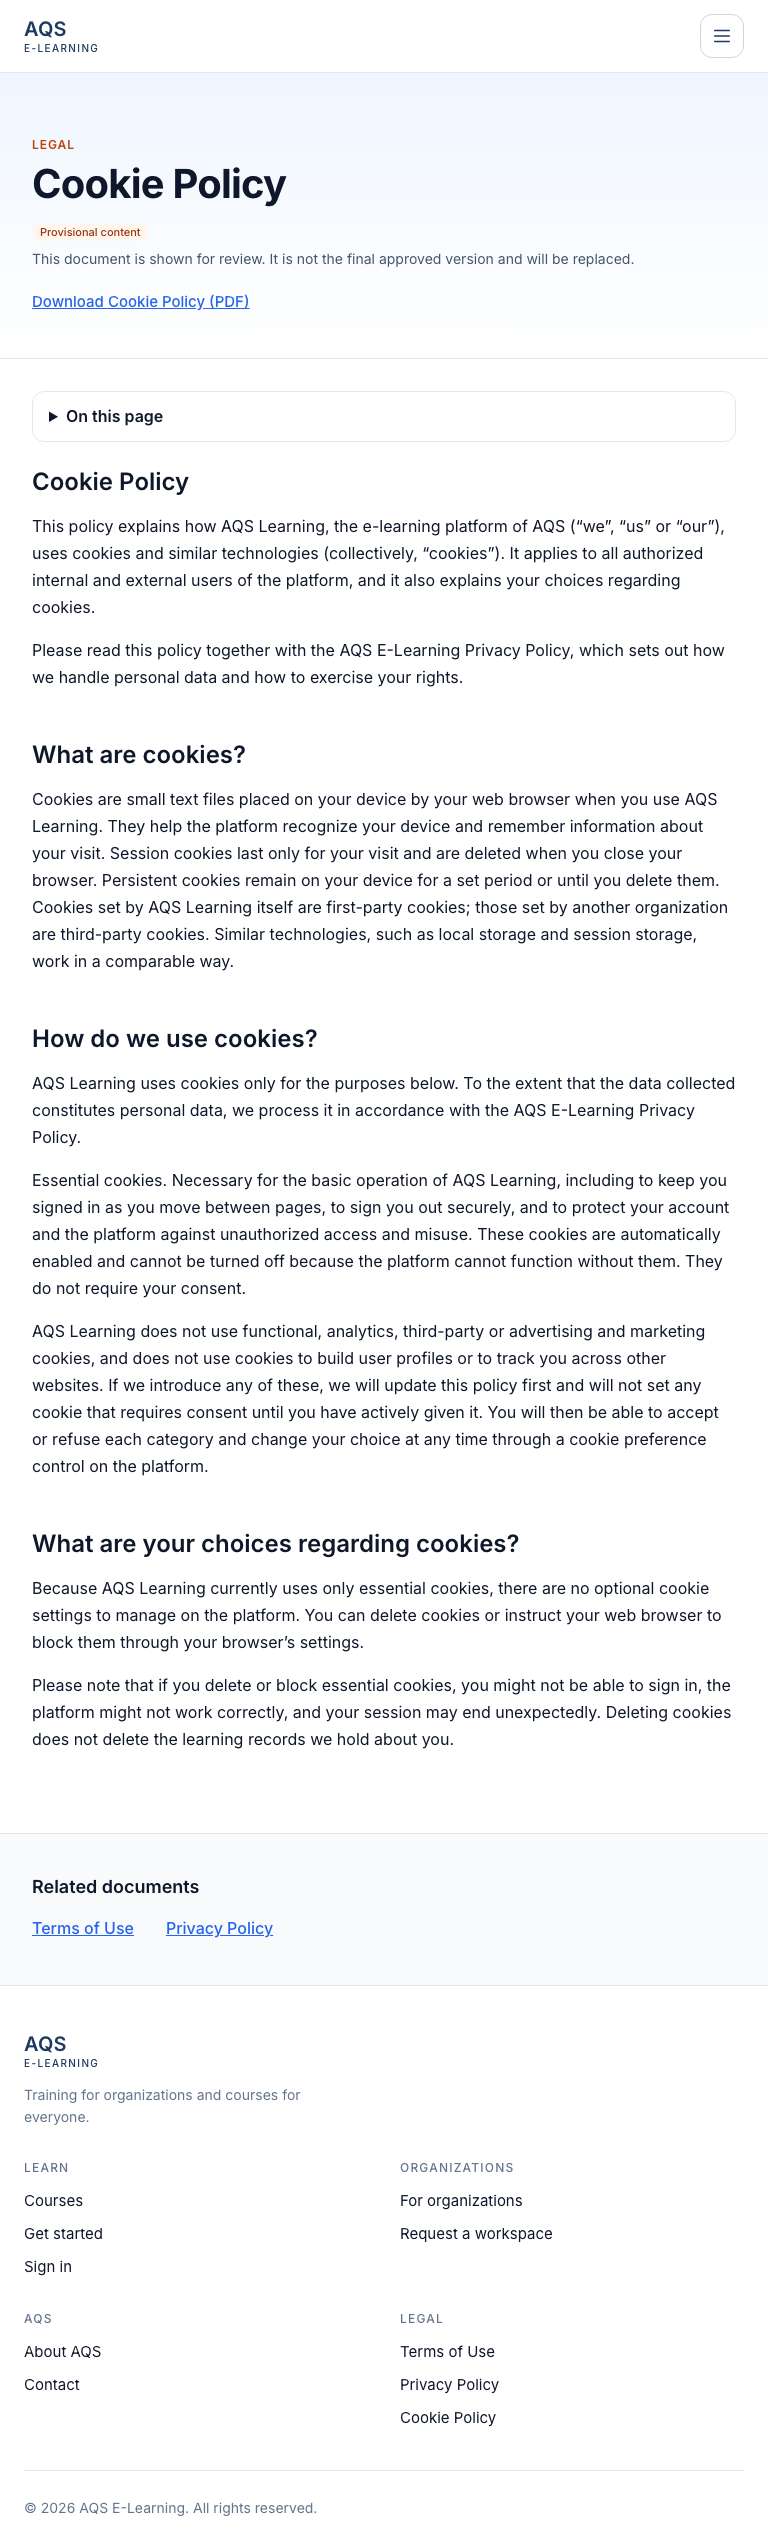 AQS
E-LEARNING
LEGAL
Cookie Policy
Provisional content
This document is shown for review. It is not the final approved version and will be replaced.
Download Cookie Policy (PDF)
On this page
Cookie Policy
This policy explains how AQS Learning, the e-learning platform of AQS (“we”, “us” or “our”),
uses cookies and similar technologies (collectively, “cookies”). It applies to all authorized
internal and external users of the platform, and it also explains your choices regarding
cookies.
Please read this policy together with the AQS E-Learning Privacy Policy, which sets out how
we handle personal data and how to exercise your rights.
What are cookies?
Cookies are small text files placed on your device by your web browser when you use AQS
Learning. They help the platform recognize your device and remember information about
your visit. Session cookies last only for your visit and are deleted when you close your
browser. Persistent cookies remain on your device for a set period or until you delete them.
Cookies set by AQS Learning itself are first-party cookies; those set by another organization
are third-party cookies. Similar technologies, such as local storage and session storage,
work in a comparable way.
How do we use cookies?
AQS Learning uses cookies only for the purposes below. To the extent that the data collected
constitutes personal data, we process it in accordance with the AQS E-Learning Privacy
Policy.
Essential cookies. Necessary for the basic operation of AQS Learning, including to keep you
signed in as you move between pages, to sign you out securely, and to protect your account
and the platform against unauthorized access and misuse. These cookies are automatically
enabled and cannot be turned off because the platform cannot function without them. They
do not require your consent.
AQS Learning does not use functional, analytics, third-party or advertising and marketing
cookies, and does not use cookies to build user profiles or to track you across other
websites. If we introduce any of these, we will update this policy first and will not set any
cookie that requires consent until you have actively given it. You will then be able to accept
or refuse each category and change your choice at any time through a cookie preference
control on the platform.
What are your choices regarding cookies?
Because AQS Learning currently uses only essential cookies, there are no optional cookie
settings to manage on the platform. You can delete cookies or instruct your web browser to
block them through your browser’s settings.
Please note that if you delete or block essential cookies, you might not be able to sign in, the
platform might not work correctly, and your session may end unexpectedly. Deleting cookies
does not delete the learning records we hold about you.
Related documents
Terms of Use Privacy Policy
AQS
E-LEARNING
Training for organizations and courses for
everyone.
LEARN
Courses
Get started
Sign in
ORGANIZATIONS
For organizations
Request a workspace
AQS
About AQS
Contact
LEGAL
Terms of Use
Privacy Policy
Cookie Policy
© 2026 AQS E-Learning. All rights reserved.